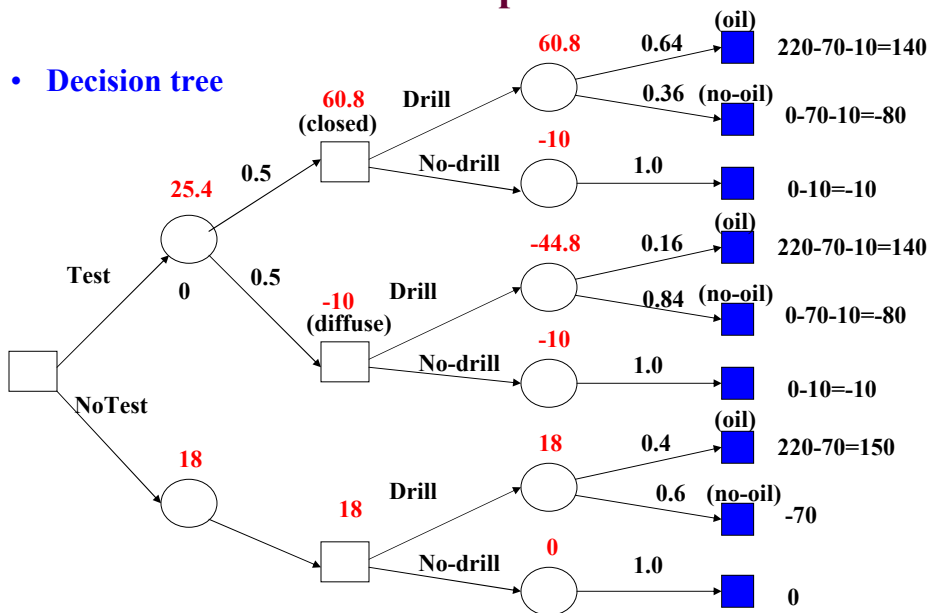 • Decision tree
(oil)
60.8
0.64
220-70-10=140
60.8
(closed)
Drill
0.36
(no-oil)
0-70-10=-80
-10
No-drill
1.0
0-10=-10
0.5
25.4
(oil)
-44.8
0.16
220-70-10=140
Test
0
0.5
-10
(diffuse)
Drill
0.84
(no-oil)
0-70-10=-80
-10
No-drill
1.0
0-10=-10
NoTest
(oil)
18
18
0.4
220-70=150
18
Drill
0.6
(no-oil)
-70
0
No-drill
1.0
0